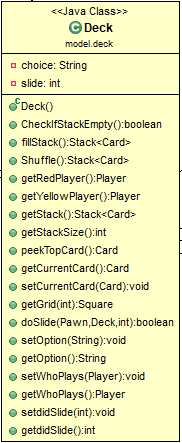 <<Java Class>>
Deck
model.deck
choice: String
slide: int
Deck()
CheckIfStackEmpty():boolean
fillStack():Stack<Card>
Shuffle():Stack<Card>
getRedPlayer():Player
getYellowPlayer():Player
getStack():Stack<Card>
getStackSize():int
peekTopCard():Card
getCurrentCard():Card
setCurrentCard(Card):void
getGrid(int):Square
doSlide(Pawn,Deck,int):boolean
setOption(String):void
getOption():String
setWhoPlays(Player):void
getWhoPlays():Player
setdidSlide(int):void
getdidSlide():int